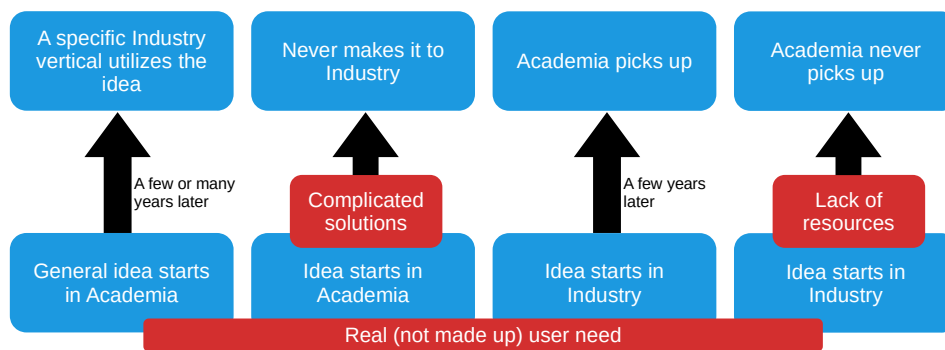 A specific Industry
vertical utilizes the
idea
Never makes it to
Industry
Academia picks up
Academia never
picks up
A few or many
years later
Complicated
solutions
A few years
later
Lack of
resources
General idea starts
in Academia
Idea starts in
Academia
Idea starts in
Industry
Idea starts in
Industry
Real (not made up) user need